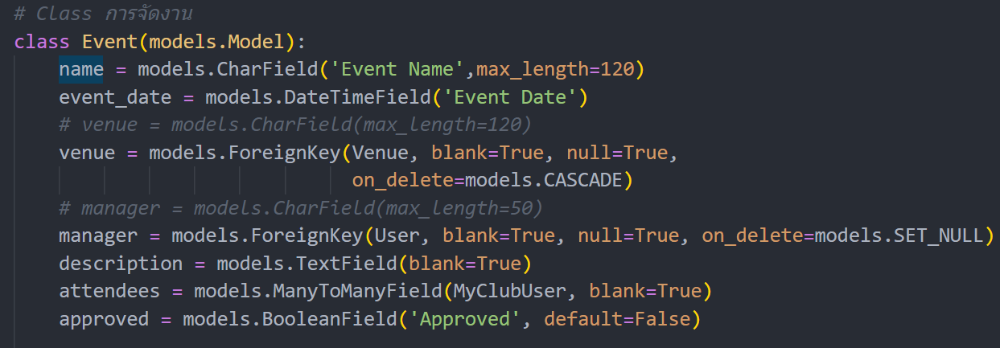 # Class การจัดงาน
class Event(models.Model):
    name = models.CharField('Event Name',max_length=120)
    event_date = models.DateTimeField('Event Date')
    # venue = models.CharField(max_length=120)
    venue = models.ForeignKey(Venue, blank=True, null=True,
                              on_delete=models.CASCADE)
    # manager = models.CharField(max_length=50)
    manager = models.ForeignKey(User, blank=True, null=True, on_delete=models.SET_NULL)
    description = models.TextField(blank=True)
    attendees = models.ManyToManyField(MyClubUser, blank=True)
    approved = models.BooleanField('Approved', default=False)